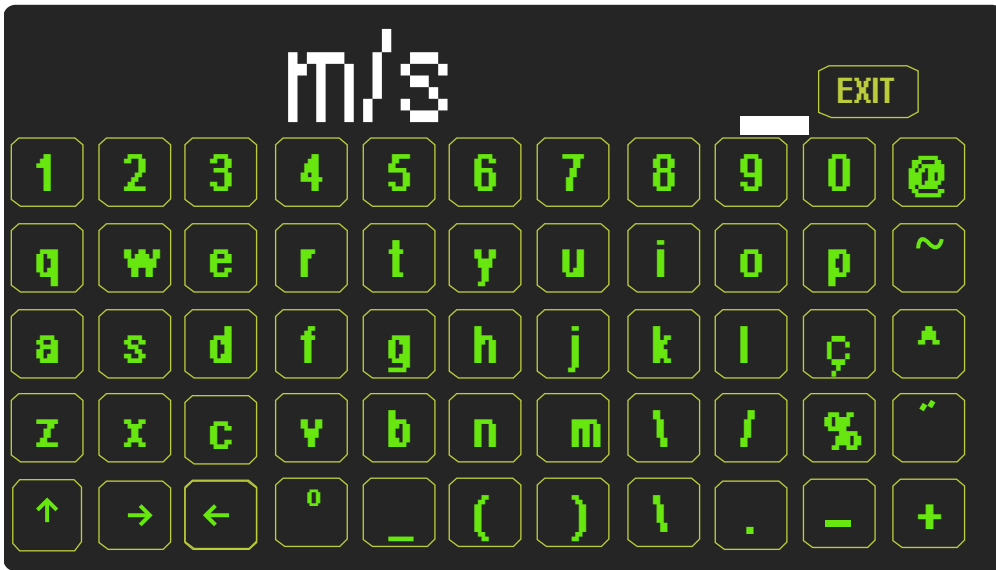 m/s
EXIT
1 2 3 4 5 6 7 8 9 0 @
q w e r t y u i o p ~
a s d f g h j k l ç ^
z x c v b n m \ / % ¨
↑ → ← º _ ( ) \ . - +